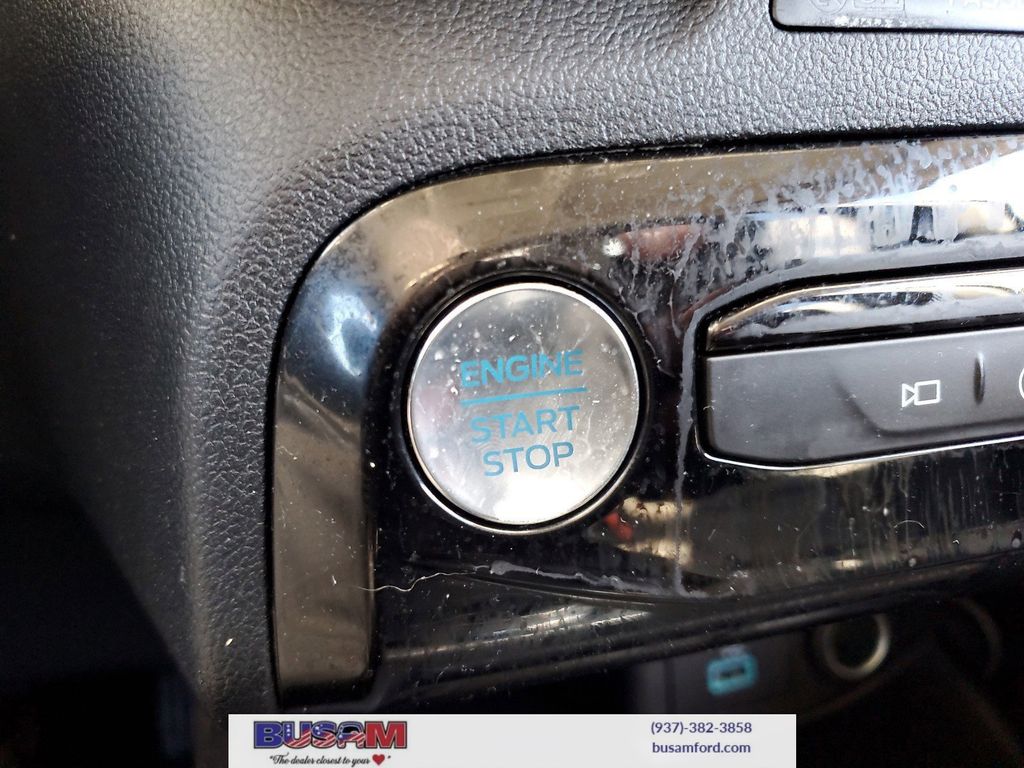 ENGINE
START
STOP
BUSAM
"The dealer closest to your
(937)-382-3858
busamford.com